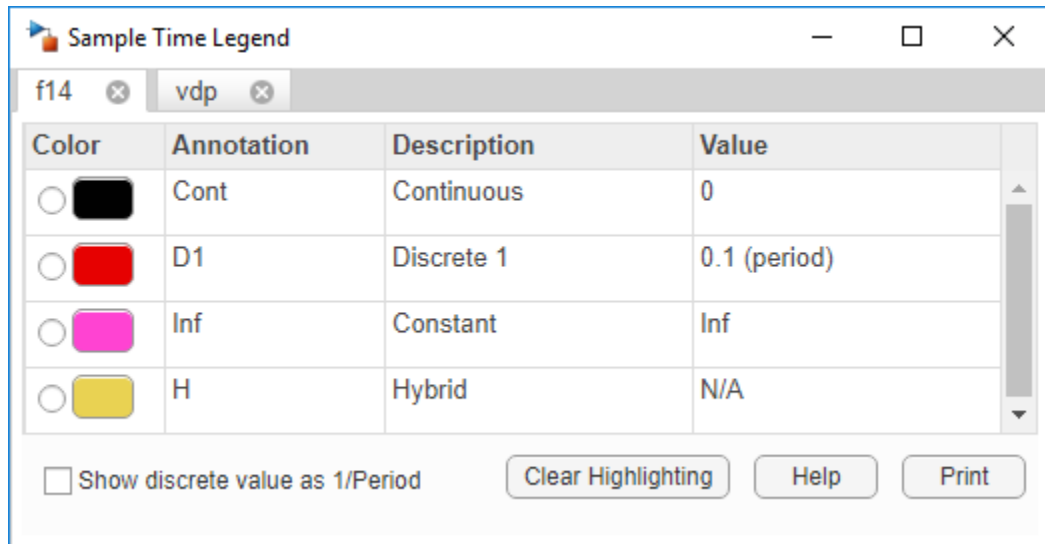 Sample Time Legend
f14 vdp
Color Annotation Description Value
Cont Continuous 0
D1 Discrete 1 0.1 (period)
Inf Constant Inf
H Hybrid N/A
Show discrete value as 1/Period Clear Highlighting Help Print